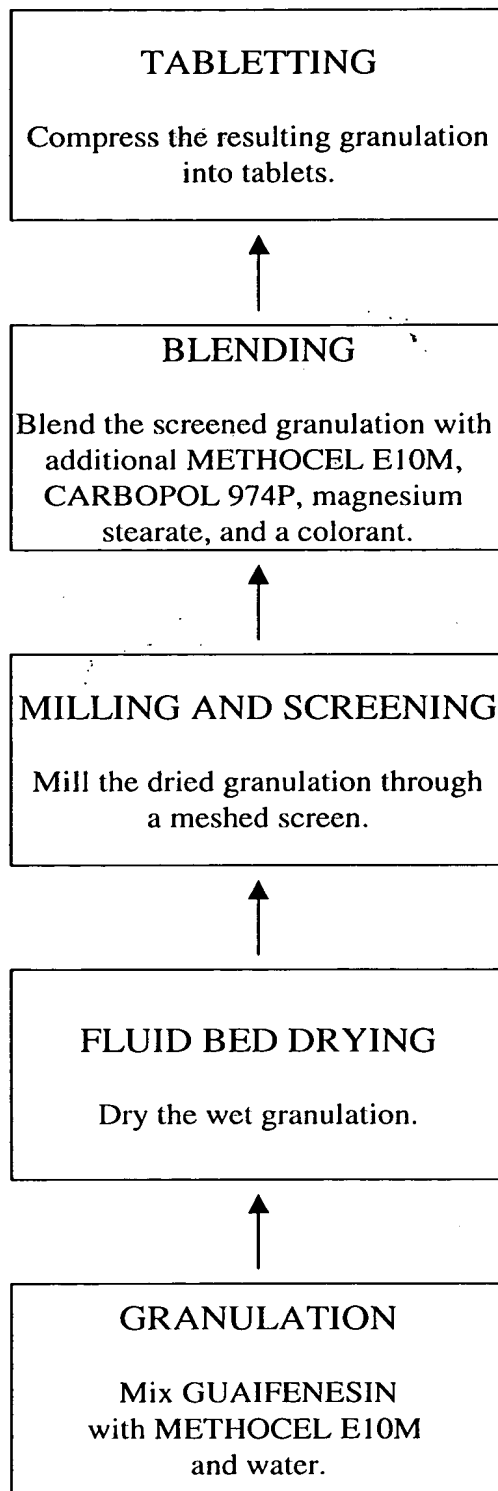 TABLETTING
Compress the resulting granulation
into tablets.
BLENDING
Blend the screened granulation with
additional METHOCEL E10M,
CARBOPOL 974P, magnesium
stearate, and a colorant.
MILLING AND SCREENING
Mill the dried granulation through
a meshed screen.
FLUID BED DRYING
Dry the wet granulation.
GRANULATION
Mix GUAIFENESIN
with METHOCEL E10M
and water.